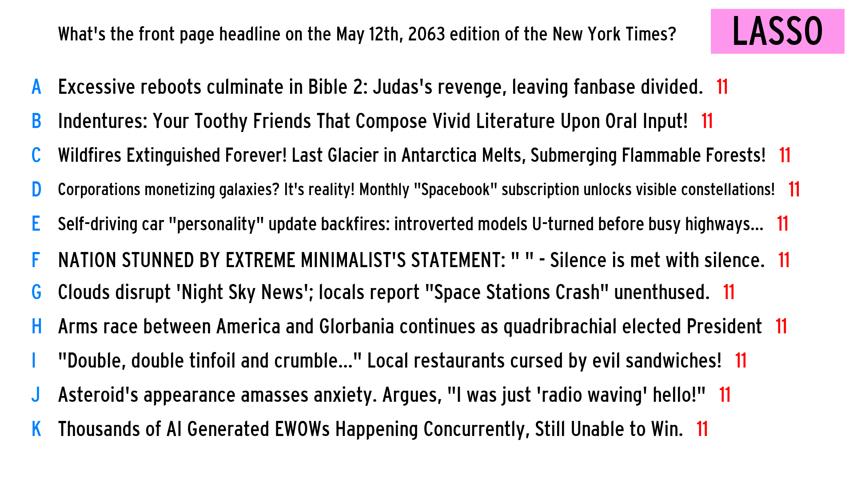 What's the front page headline on the May 12th, 2063 edition of the New York Times? LASSO
A Excessive reboots culminate in Bible 2: Judas's revenge, leaving fanbase divided. 11
B Indentures: Your Toothy Friends That Compose Vivid Literature Upon Oral Input! 11
C Wildfires Extinguished Forever! Last Glacier in Antarctica Melts, Submerging Flammable Forests! 11
D Corporations monetizing galaxies? It's reality! Monthly "Spacebook" subscription unlocks visible constellations! 11
E Self-driving car "personality" update backfires: introverted models U-turned before busy highways... 11
F NATION STUNNED BY EXTREME MINIMALIST'S STATEMENT: " " - Silence is met with silence. 11
G Clouds disrupt 'Night Sky News'; locals report "Space Stations Crash" unenthused. 11
H Arms race between America and Glorbania continues as quadribrachial elected President 11
I "Double, double tinfoil and crumble..." Local restaurants cursed by evil sandwiches! 11
J Asteroid's appearance amasses anxiety. Argues, "I was just 'radio waving' hello!" 11
K Thousands of AI Generated EWOWs Happening Concurrently, Still Unable to Win. 11